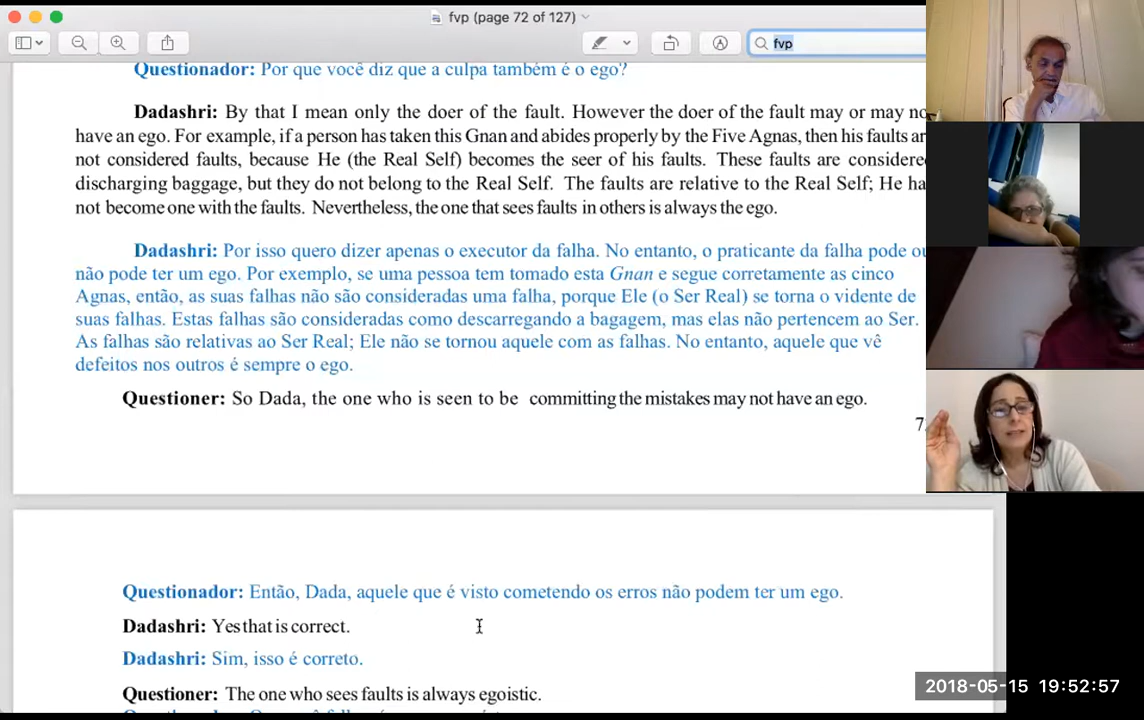 fvp (page 72 of 127)
fvp
Questionador: Por que você diz que a culpa também é o ego?
Dadashri: By that I mean only the doer of the fault. However the doer of the fault may or may no
have an ego. For example, if a person has taken this Gnan and abides properly by the Five Agnas, then his faults ar
not considered faults, because He (the Real Self) becomes the seer of his faults. These faults are considere
discharging baggage, but they do not belong to the Real Self. The faults are relative to the Real Self; He ha
not become one with the faults. Nevertheless, the one that sees faults in others is always the ego.
Dadashri: Por isso quero dizer apenas o executor da falha. No entanto, o praticante da falha pode ou
não pode ter um ego. Por exemplo, se uma pessoa tem tomado esta Gnan e segue corretamente as cinco
Agnas, então, as suas falhas não são consideradas uma falha, porque Ele (o Ser Real) se torna o vidente de
suas falhas. Estas falhas são consideradas como descarregando a bagagem, mas elas não pertencem ao Ser.
As falhas são relativas ao Ser Real; Ele não se tornou aquele com as falhas. No entanto, aquele que vê
defeitos nos outros é sempre o ego.
Questioner: So Dada, the one who is seen to be committing the mistakes may not have an ego.
7
Questionador: Então, Dada, aquele que é visto cometendo os erros não podem ter um ego.
Dadashri: Yes that is correct.
Dadashri: Sim, isso é correto.
2018-05-15 19:52:57
Questioner: The one who sees faults is always egoistic.